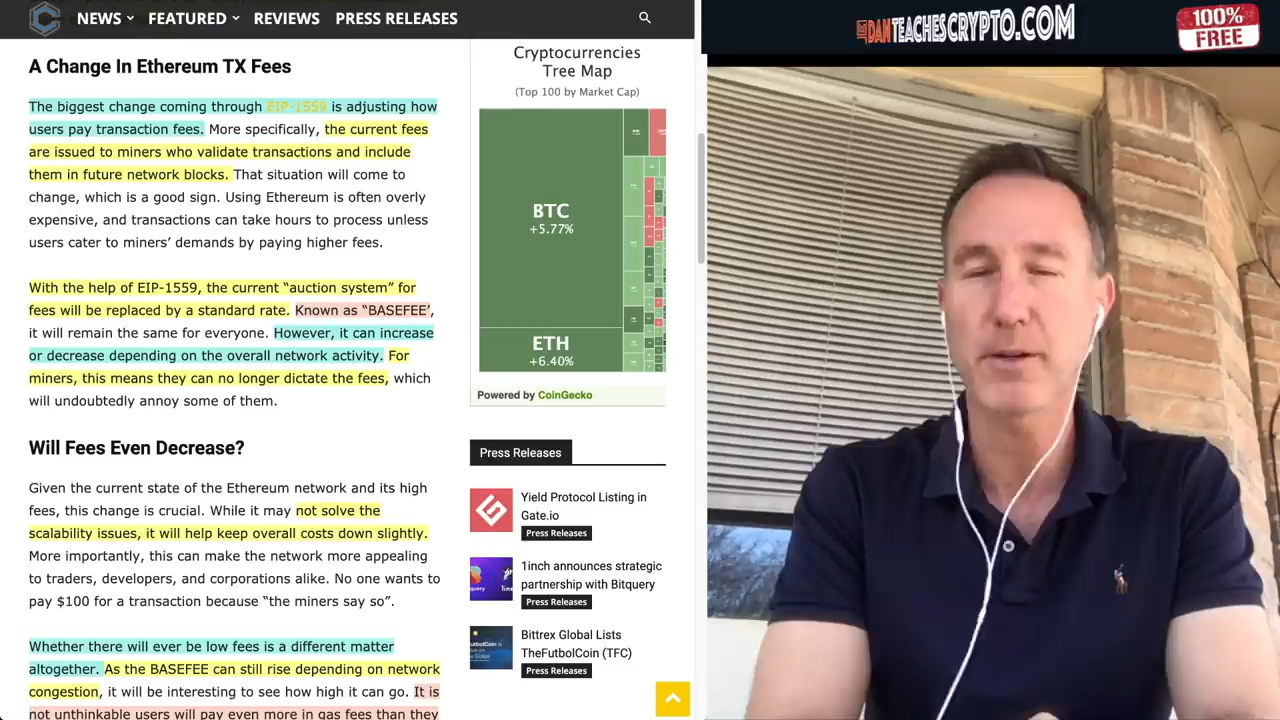 NEWS FEATURED REVIEWS PRESS RELEASES
A Change In Ethereum TX Fees
The biggest change coming through EIP-1559 is adjusting how
users pay transaction fees. More specifically, the current fees
are issued to miners who validate transactions and include
them in future network blocks. That situation will come to
change, which is a good sign. Using Ethereum is often overly
expensive, and transactions can take hours to process unless
users cater to miners’ demands by paying higher fees.
With the help of EIP-1559, the current “auction system” for
fees will be replaced by a standard rate. Known as “BASEFEE’,
it will remain the same for everyone. However, it can increase
or decrease depending on the overall network activity. For
miners, this means they can no longer dictate the fees, which
will undoubtedly annoy some of them.
Will Fees Even Decrease?
Given the current state of the Ethereum network and its high
fees, this change is crucial. While it may not solve the
scalability issues, it will help keep overall costs down slightly.
More importantly, this can make the network more appealing
to traders, developers, and corporations alike. No one wants to
pay $100 for a transaction because “the miners say so”.
Whether there will ever be low fees is a different matter
altogether. As the BASEFEE can still rise depending on network
congestion, it will be interesting to see how high it can go. It is
not unthinkable users will pay even more in gas fees than they
Cryptocurrencies
Tree Map
(Top 100 by Market Cap)
BTC
+5.77%
ETH
+6.40%
Powered by CoinGecko
Press Releases
Yield Protocol Listing in
Gate.io
Press Releases
1inch announces strategic
partnership with Bitquery
Press Releases
Bittrex Global Lists
TheFutbolCoin (TFC)
Press Releases
DANTEACHESCRYPTO.COM
100%
FREE